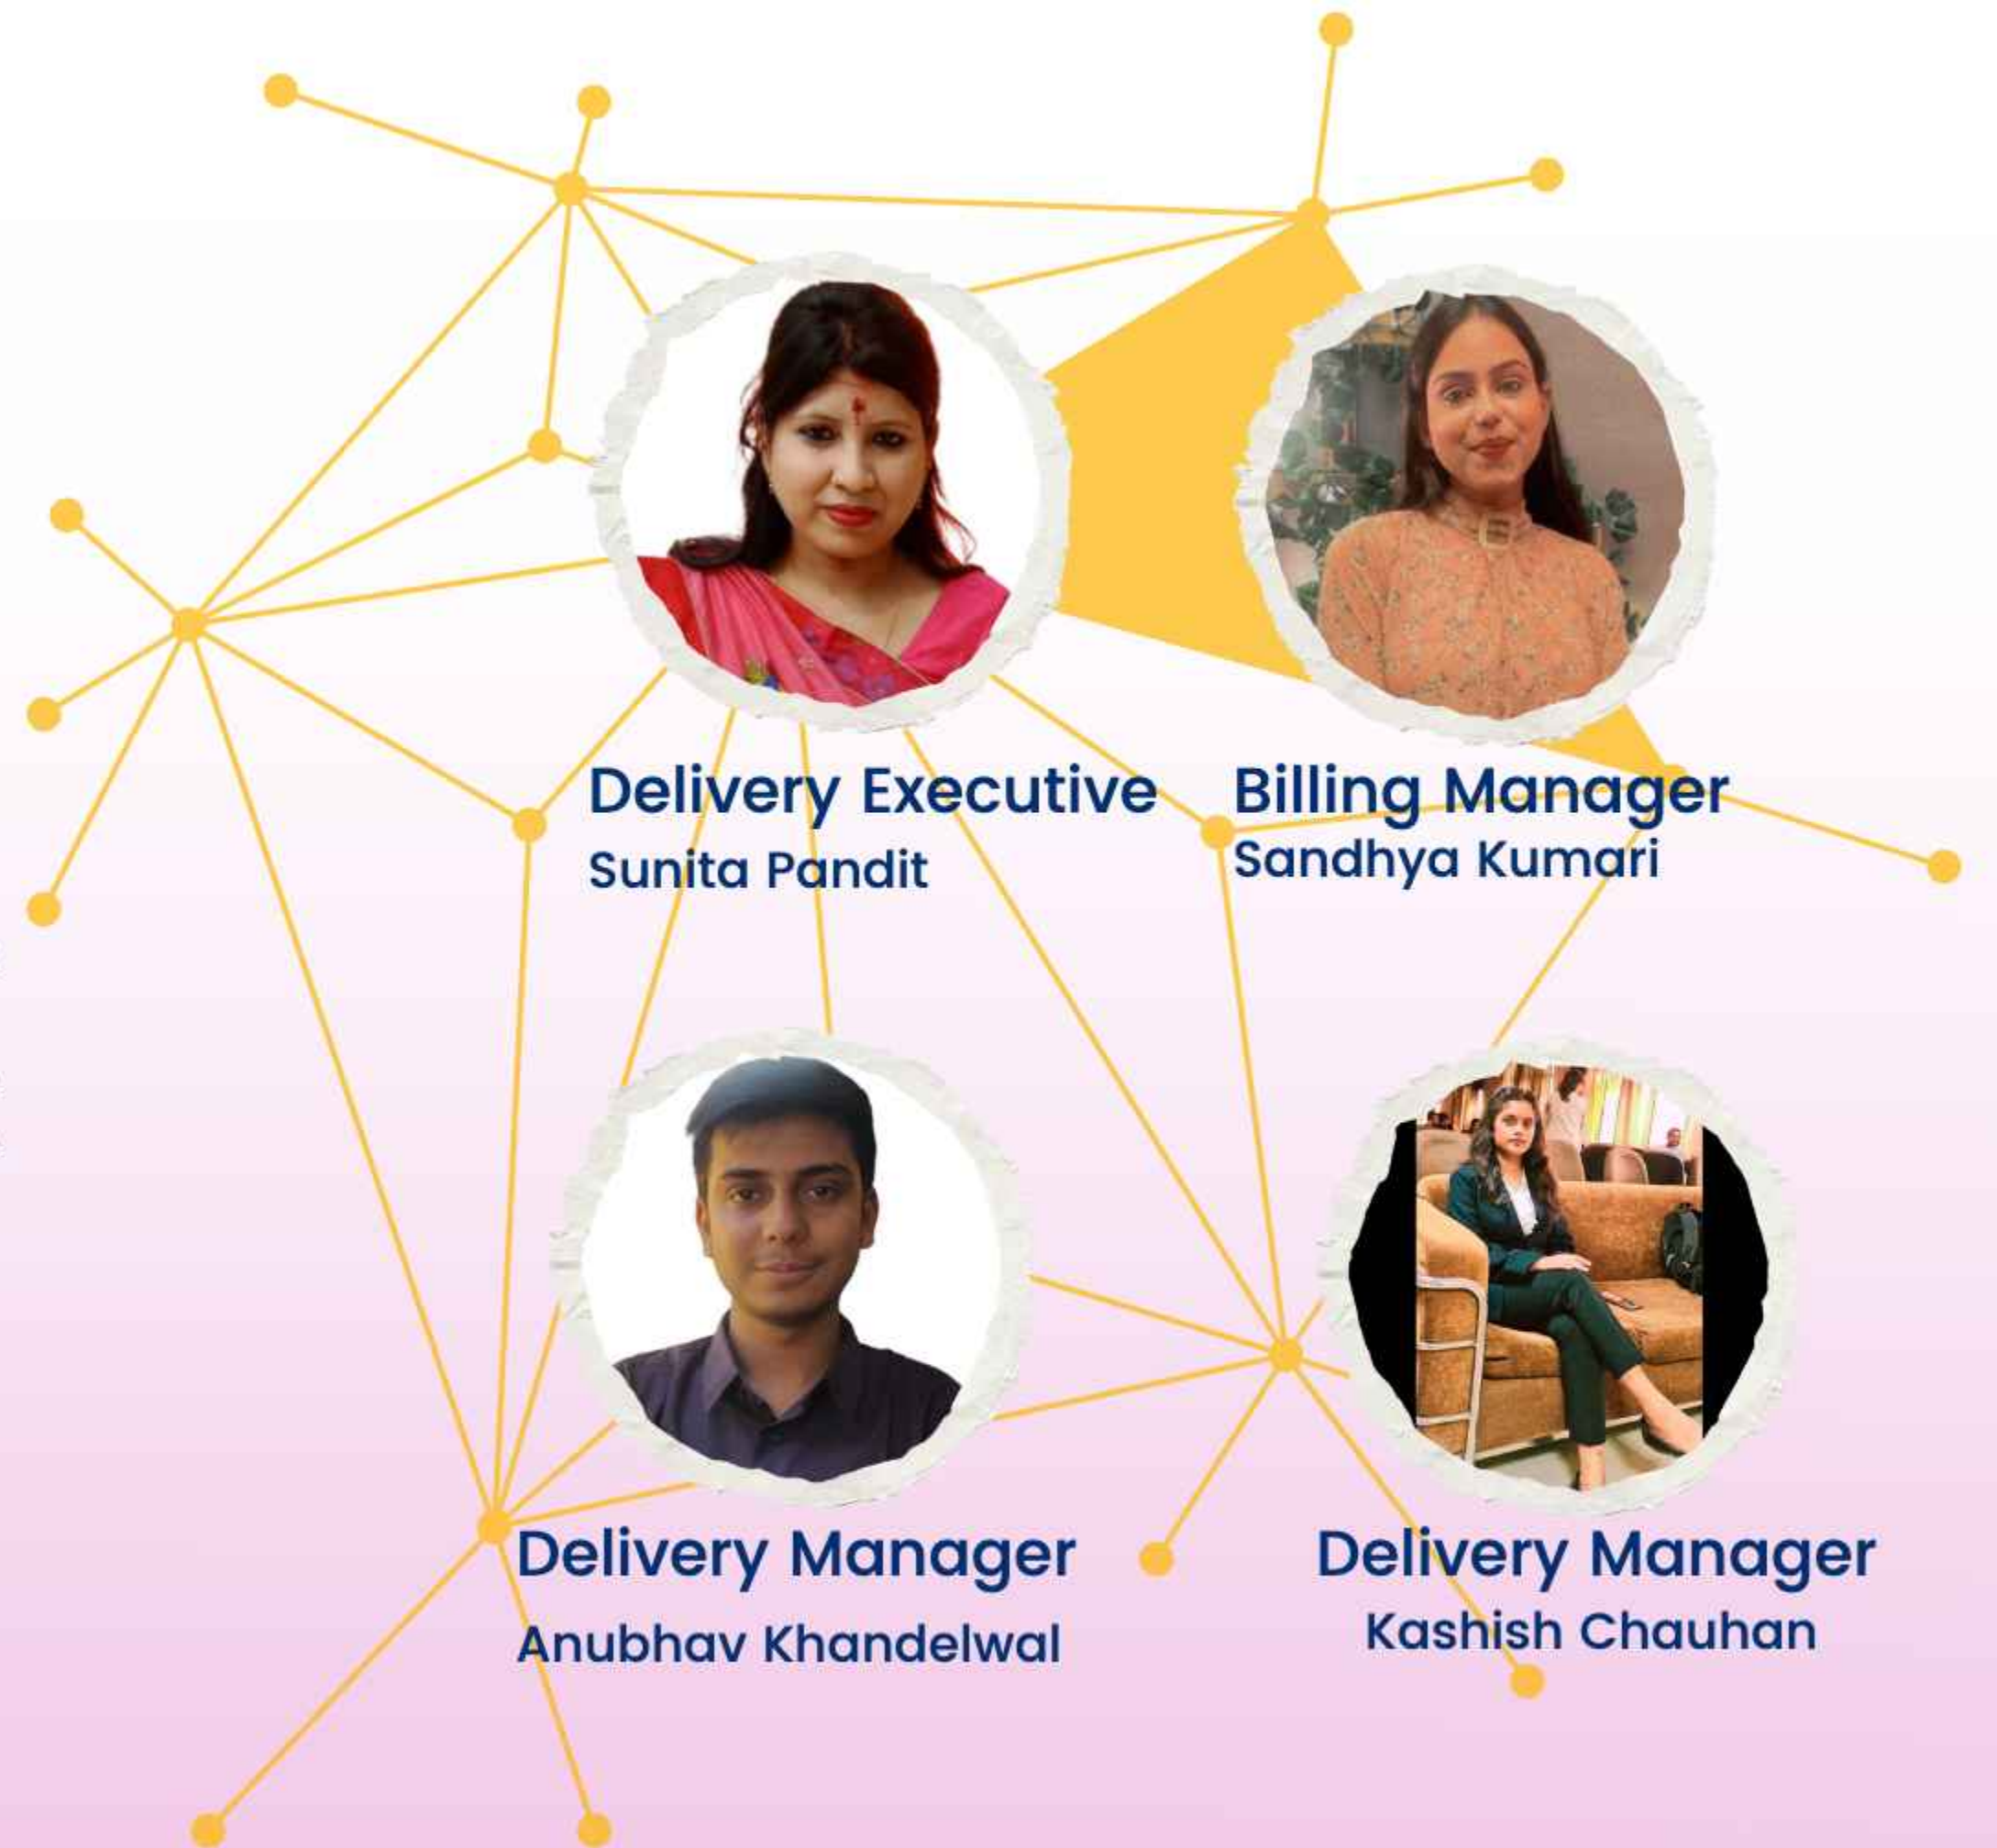 Delivery Executive
Sunita Pandit
Billing Manager
Sandhya Kumari
Delivery Manager
Anubhav Khandelwal
Delivery Manager
Kashish Chauhan